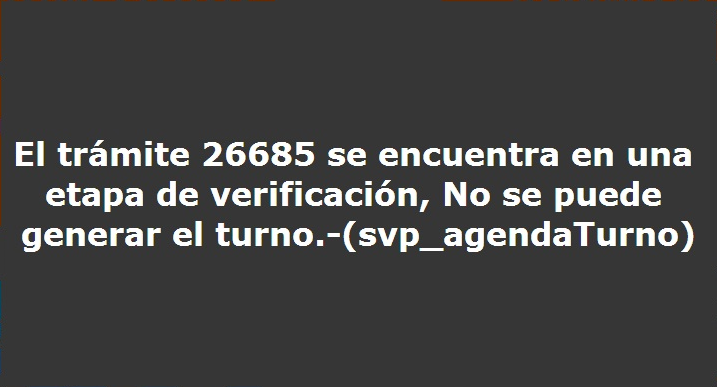 El trámite 26685 se encuentra en una
etapa de verificación, No se puede
generar el turno.-(svp_agendaTurno)